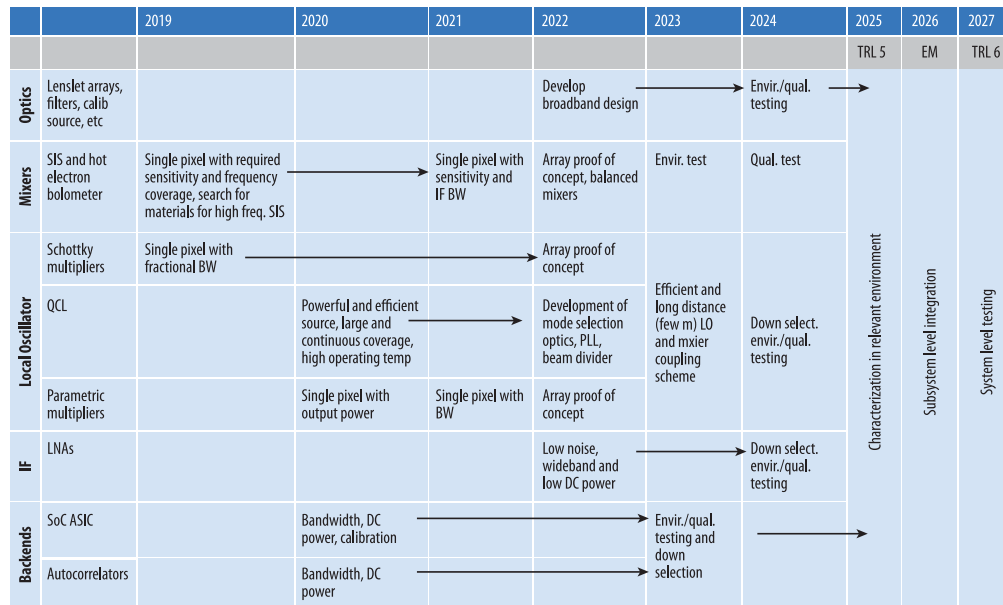 2019 2020 2021 2022 2023 2024 2025 2026 2027
TRL 5 EM TRL 6
Optics
Lenslet arrays,
filters, calib
source, etc
Develop
broadband design
Envir./qual.
testing
Mixers
SIS and hot
electron
bolometer
Single pixel with required
sensitivity and frequency
coverage, search for
materials for high freq. SIS
Single pixel with
sensitivity and
IF BW
Array proof of
concept, balanced
mixers
Envir. test
Qual. test
Local Oscillator
Schottky
multipliers
Single pixel with
fractional BW
Array proof of
concept
QCL
Powerful and efficient
source, large and
continuous coverage,
high operating temp
Development of
mode selection
optics, PLL,
beam divider
Efficient and
long distance
(few m) LO
and mxier
coupling
scheme
Down select.
envir./qual.
testing
Parametric
multipliers
Single pixel with
output power
Single pixel with
BW
Array proof of
concept
IF
LNAs
Low noise,
wideband and
low DC power
Down select.
envir./qual.
testing
Backends
SoC ASIC
Bandwidth, DC
power, calibration
Envir./qual.
testing and
down
selection
Autocorrelators
Bandwidth, DC
power
Characterization in relevant environment
Subsystem level integration
System level testing